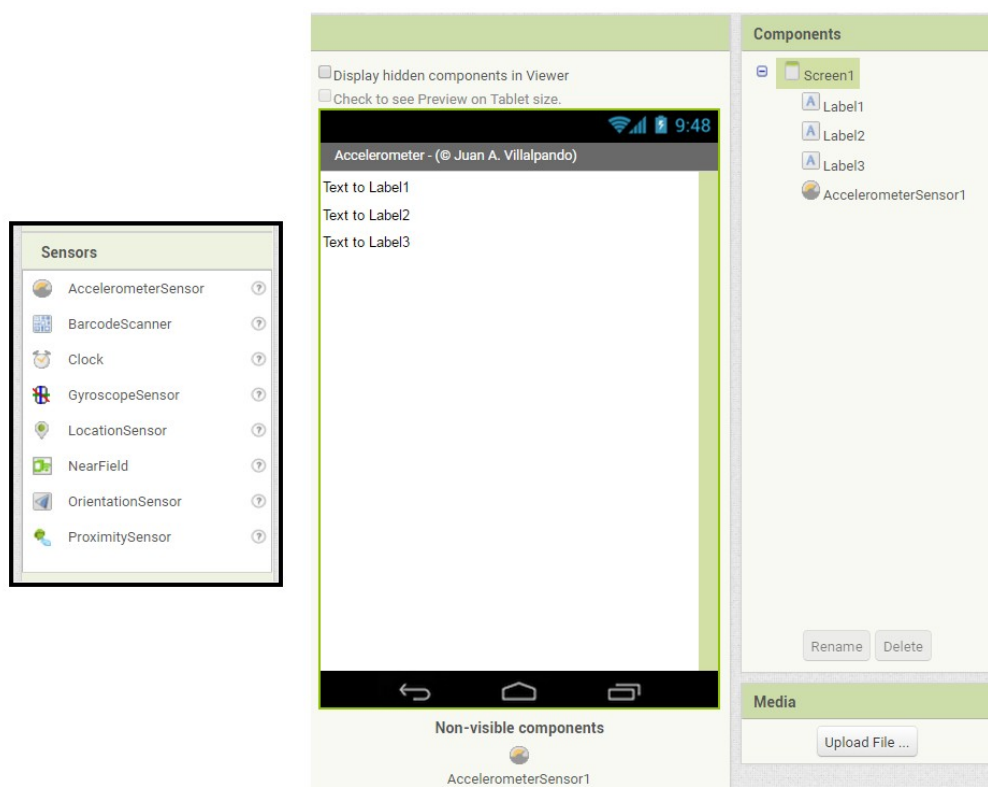 Sensors
AccelerometerSensor
BarcodeScanner
Clock
GyroscopeSensor
LocationSensor
NearField
OrientationSensor
ProximitySensor
Display hidden components in Viewer
Check to see Preview on Tablet size.
9:48
Accelerometer - (© Juan A. Villalpando)
Text to Label1
Text to Label2
Text to Label3
Non-visible components
AccelerometerSensor1
Components
Screen1
Label1
Label2
Label3
AccelerometerSensor1
Rename Delete
Media
Upload File ...